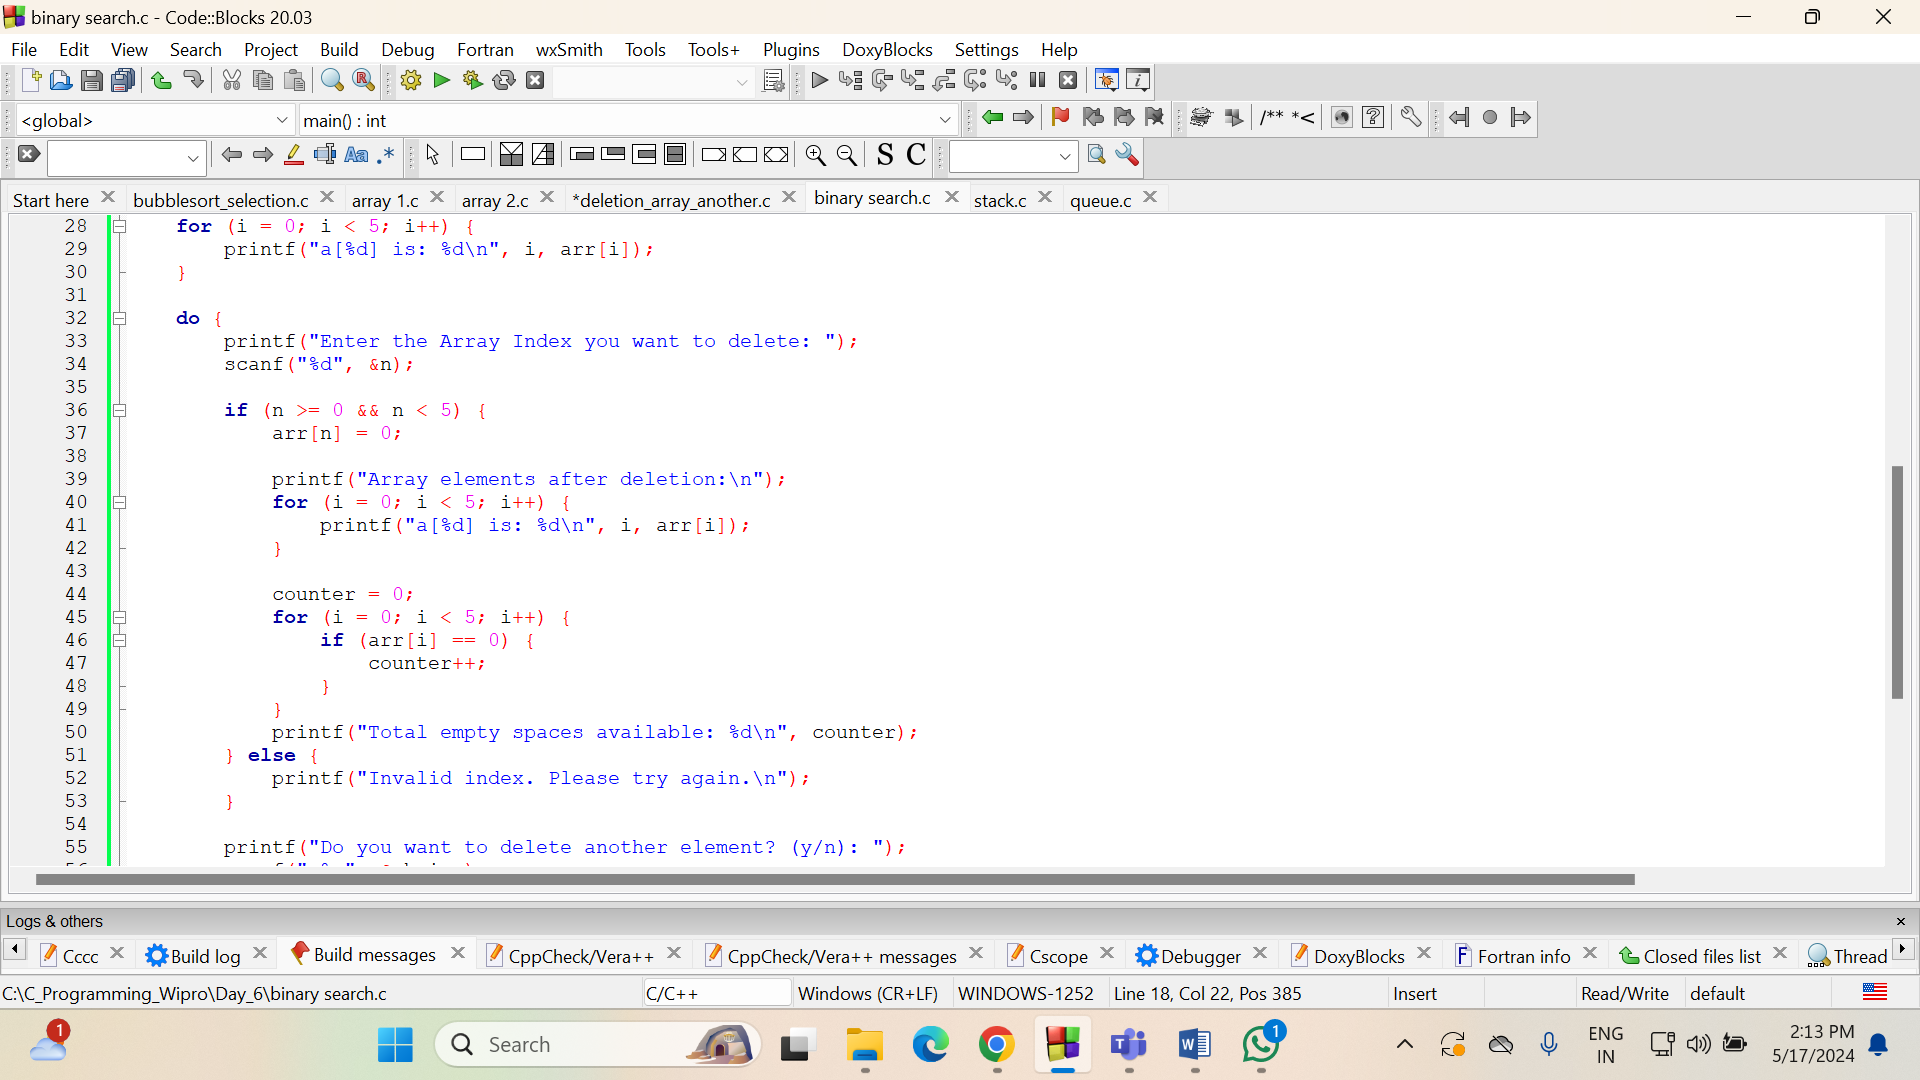 binary search.c - Code::Blocks 20.03
File Edit View Search Project Build Debug Fortran wxSmith Tools Tools+ Plugins DoxyBlocks Settings Help
<global> main() : int /** *<
Aa .* S C
Start here bubblesort_selection.c array 1.c array 2.c *deletion_array_another.c binary search.c stack.c queue.c
28 for (i = 0; i < 5; i++) {
29 printf("a[%d] is: %d\n", i, arr[i]);
30 }
31
32 do {
33 printf("Enter the Array Index you want to delete: ");
34 scanf("%d", &n);
35
36 if (n >= 0 && n < 5) {
37 arr[n] = 0;
38
39 printf("Array elements after deletion:\n");
40 for (i = 0; i < 5; i++) {
41 printf("a[%d] is: %d\n", i, arr[i]);
42 }
43
44 counter = 0;
45 for (i = 0; i < 5; i++) {
46 if (arr[i] == 0) {
47 counter++;
48 }
49 }
50 printf("Total empty spaces available: %d\n", counter);
51 } else {
52 printf("Invalid index. Please try again.\n");
53 }
54
55 printf("Do you want to delete another element? (y/n): ");
Logs & others
Cccc Build log Build messages CppCheck/Vera++ CppCheck/Vera++ messages Cscope Debugger DoxyBlocks Fortran info Closed files list Thread
C:\C_Programming_Wipro\Day_6\binary search.c C/C++ Windows (CR+LF) WINDOWS-1252 Line 18, Col 22, Pos 385 Insert Read/Write default
1 Search 1 ENG IN 2:13 PM 5/17/2024